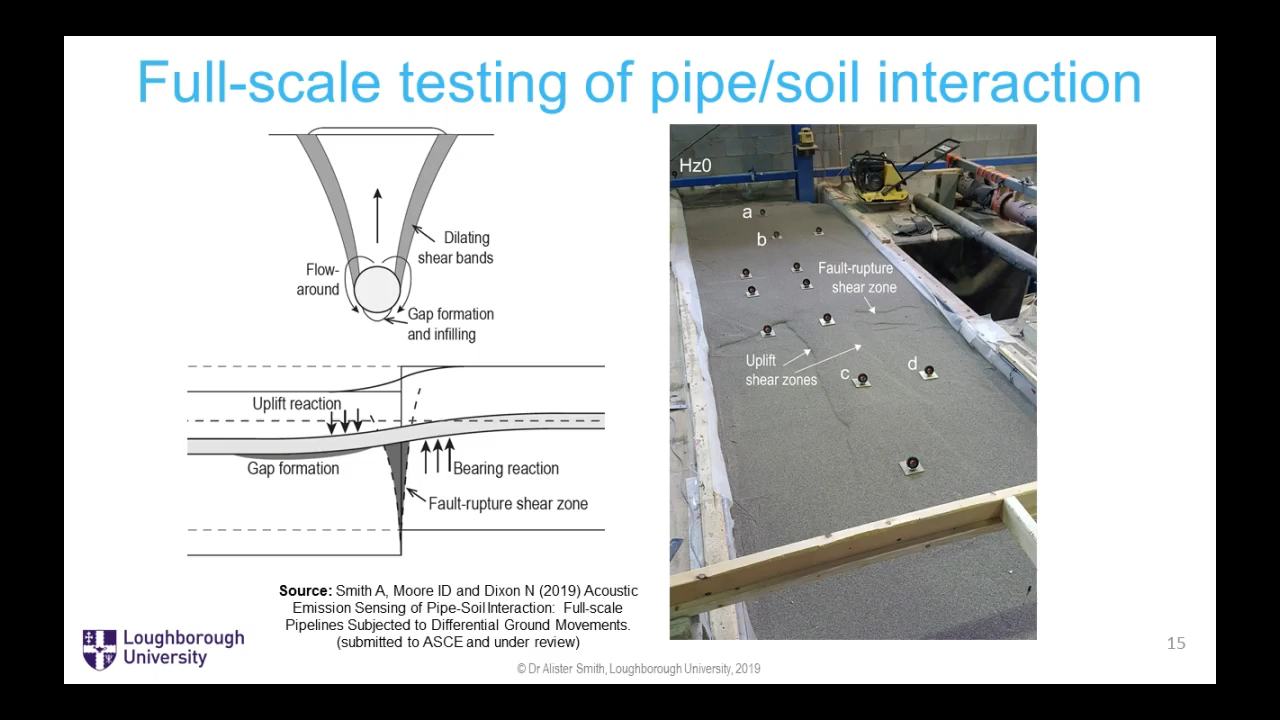 Full-scale testing of pipe/soil interaction
Dilating
shear bands
Flow-
around
Gap formation
and infilling
Uplift reaction
Gap formation
Bearing reaction
Fault-rupture shear zone
Hz0
a
b
Fault-rupture
shear zone
Uplift
shear zones
c
d
Source: Smith A, Moore ID and Dixon N (2019) Acoustic
Emission Sensing of Pipe-Soil Interaction: Full-scale
Pipelines Subjected to Differential Ground Movements.
(submitted to ASCE and under review)
Loughborough
University
© Dr Alister Smith, Loughborough University, 2019
15